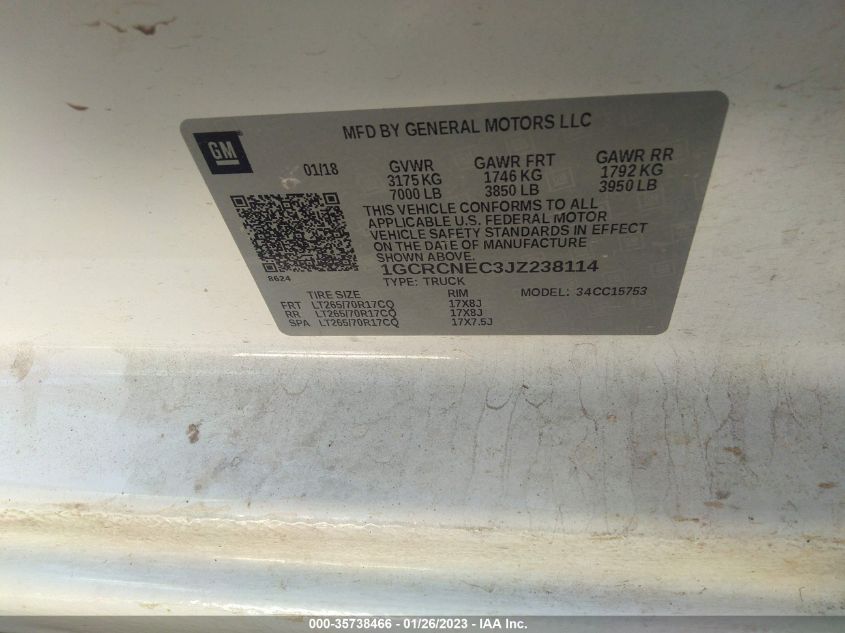 MFD BY GENERAL MOTORS LLC
GM
01/18 GVWR GAWR FRT GAWR RR
3175 KG 1746 KG 1792 KG
7000 LB 3850 LB 3950 LB
THIS VEHICLE CONFORMS TO ALL
APPLICABLE U.S. FEDERAL MOTOR
VEHICLE SAFETY STANDARDS IN EFFECT
ON THE DATE OF MANUFACTURE
SHOWN ABOVE.
8624
1GCRCNEC3JZ238114
TYPE: TRUCK MODEL: 34CC15753
TIRE SIZE RIM
FRT LT265/70R17CQ 17X8J
RR LT265/70R17CQ 17X8J
SPA LT265/70R17CQ 17X7.5J
000-35738466 - 01/26/2023 - IAA Inc.